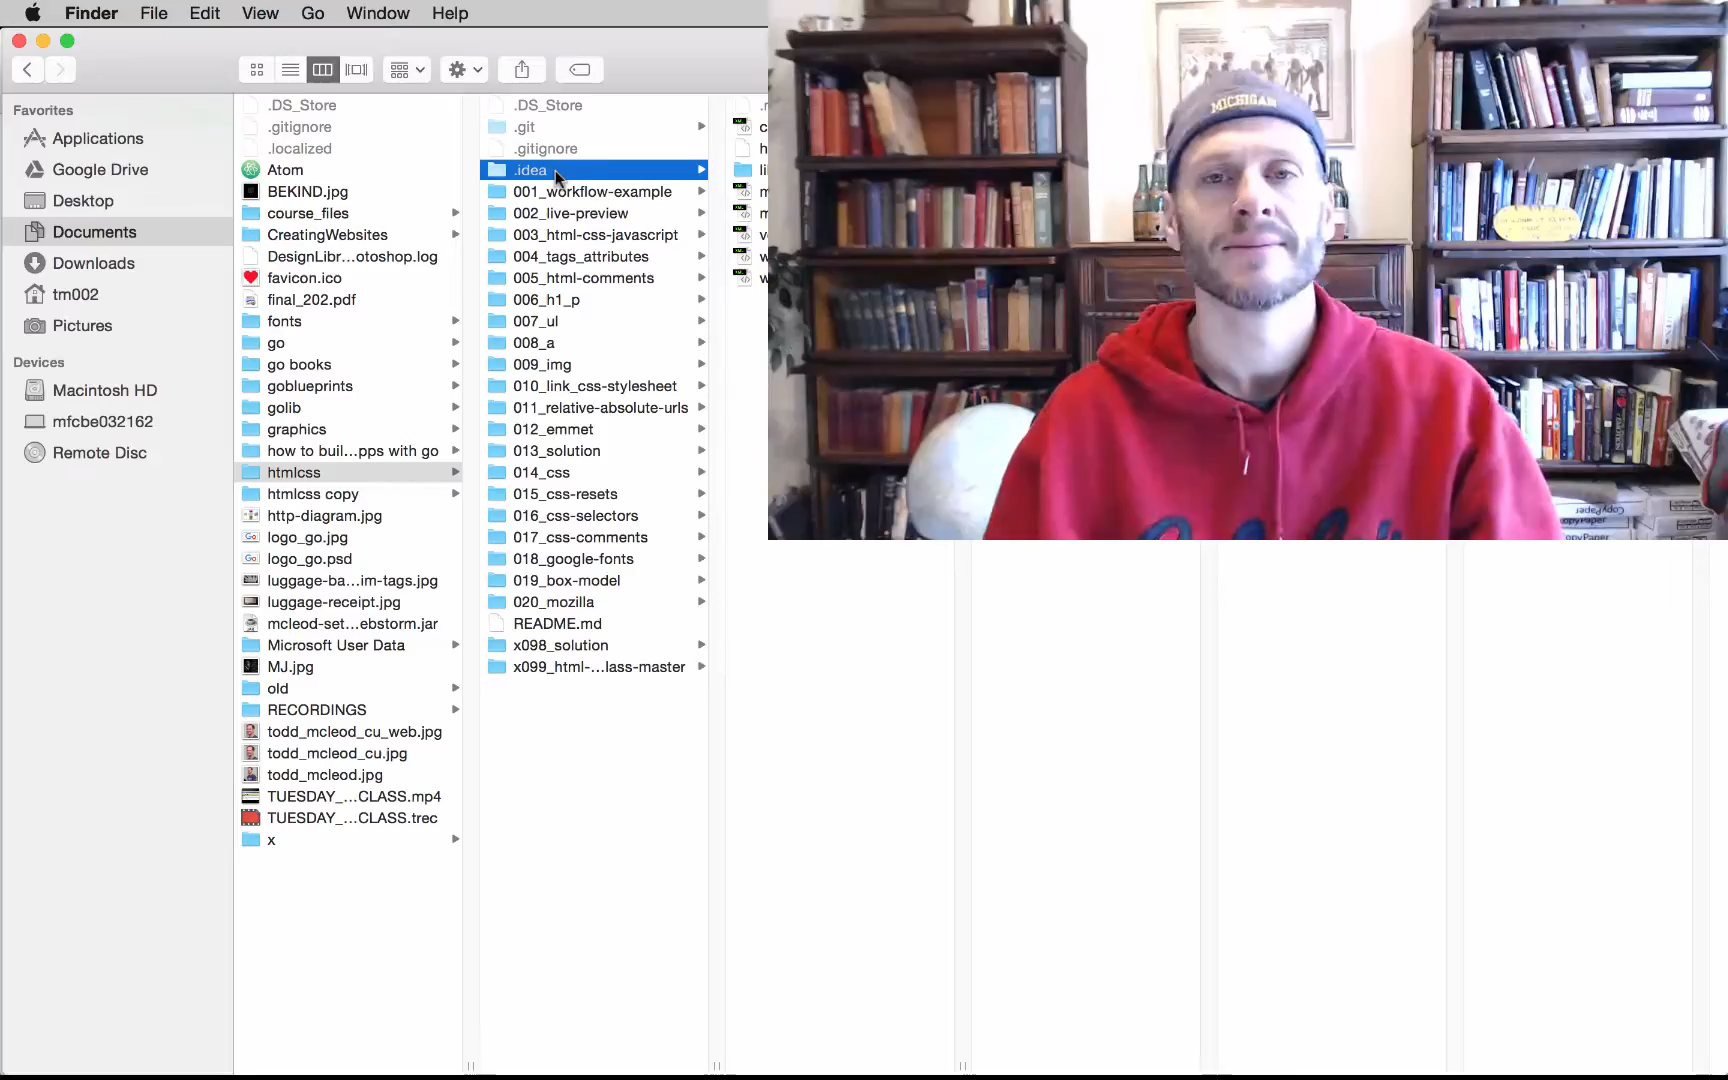 Finder File Edit View Go Window Help
Favorites
Applications
Google Drive
Desktop
Documents
Downloads
tm002
Pictures
Devices
Macintosh HD
mfcbe032162
Remote Disc
.DS_Store
.gitignore
.localized
Atom
BEKIND.jpg
course_files
CreatingWebsites
DesignLibr...otoshop.log
favicon.ico
final_202.pdf
fonts
go
go books
goblueprints
golib
graphics
how to buil...pps with go
htmlcss
htmlcss copy
http-diagram.jpg
logo_go.jpg
logo_go.psd
luggage-ba...im-tags.jpg
luggage-receipt.jpg
mcleod-set...ebstorm.jar
Microsoft User Data
MJ.jpg
old
RECORDINGS
todd_mcleod_cu_web.jpg
todd_mcleod_cu.jpg
todd_mcleod.jpg
TUESDAY_...CLASS.mp4
TUESDAY_...CLASS.trec
x
.DS_Store
.git
.gitignore
.idea
001_workflow-example
002_live-preview
003_html-css-javascript
004_tags_attributes
005_html-comments
006_h1_p
007_ul
008_a
009_img
010_link_css-stylesheet
011_relative-absolute-urls
012_emmet
013_solution
014_css
015_css-resets
016_css-selectors
017_css-comments
018_google-fonts
019_box-model
020_mozilla
README.md
x098_solution
x099_html-...lass-master
MICHIGAN
CopyPaper